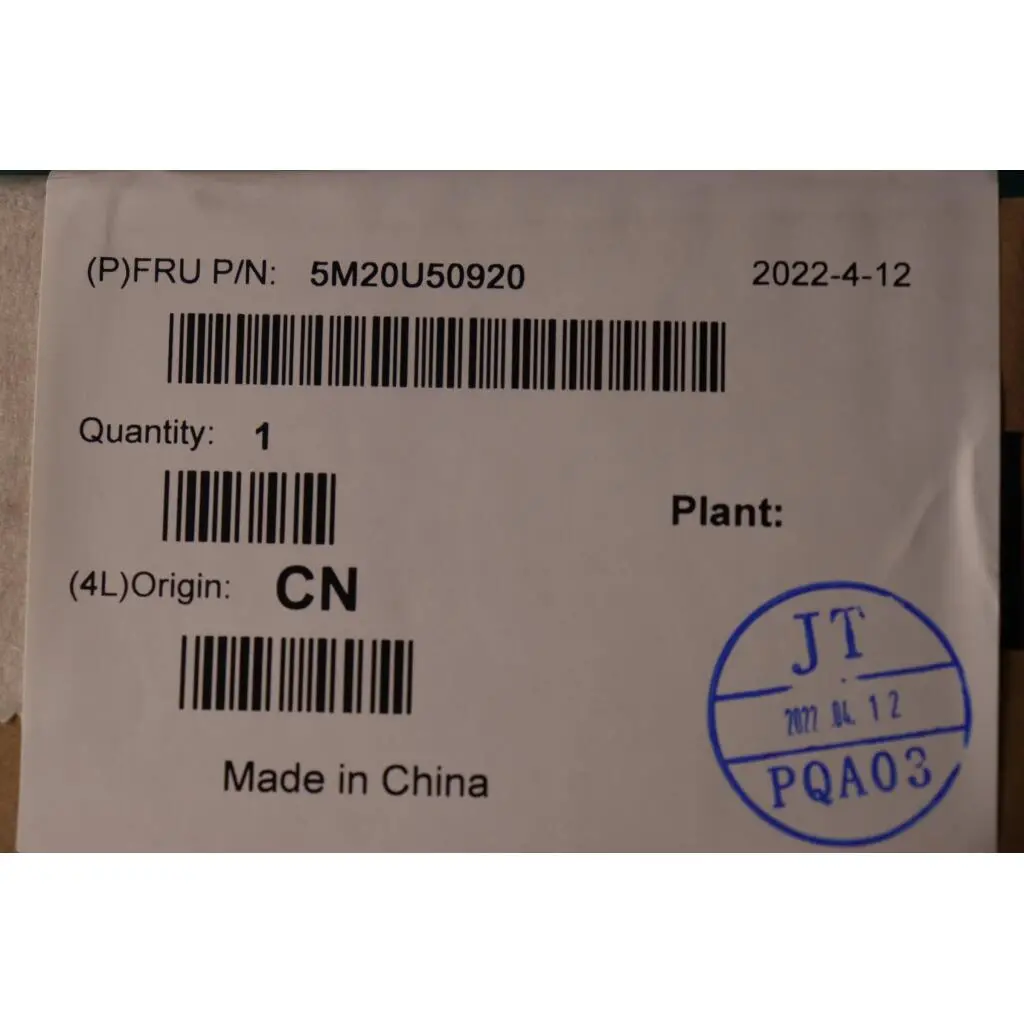 (P)FRU P/N: 5M20U50920 2022-4-12
Quantity: 1
Plant:
(4L)Origin: CN
JT
2022.04.12
PQA03
Made in China